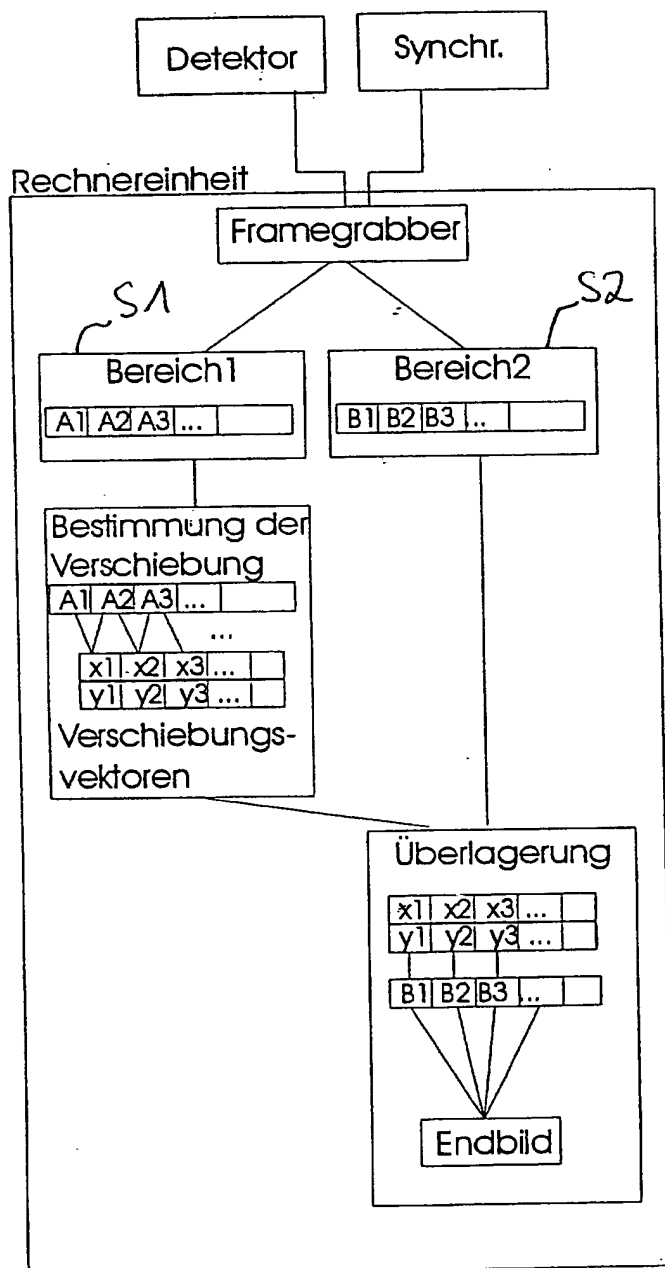 Detektor
Synchr.
Rechnereinheit
Framegrabber
S1
S2
Bereich1
Bereich2
A1 A2 A3 ...
B1 B2 B3 ...
Bestimmung der
Verschiebung
A1 A2 A3 ...
...
x1 x2 x3 ...
y1 y2 y3 ...
Verschiebungs-
vektoren
Überlagerung
x1 x2 x3 ...
y1 y2 y3 ...
B1 B2 B3 ...
Endbild